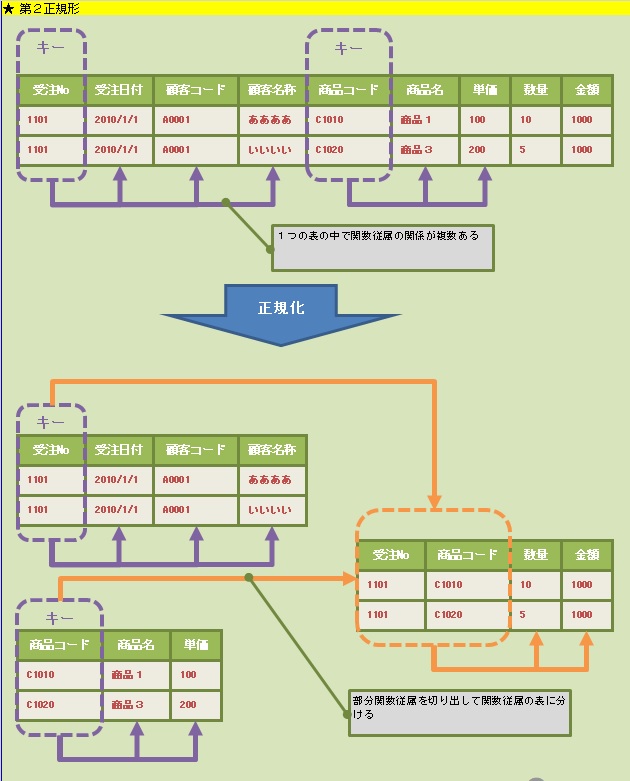 ★ 第２正規形
キー キー
受注No 受注日付 顧客コード 顧客名称 商品コード 商品名 単価 数量 金額
1101 2010/1/1 A0001 ああああ C1010 商品１ 100 10 1000
1101 2010/1/1 A0001 いいいい C1020 商品３ 200 5 1000
１つの表の中で関数従属の関係が複数ある
正規化
キー
受注No 受注日付 顧客コード 顧客名称
1101 2010/1/1 A0001 ああああ
1101 2010/1/1 A0001 いいいい
受注No 商品コード 数量 金額
1101 C1010 10 1000
1101 C1020 5 1000
キー
商品コード 商品名 単価
C1010 商品１ 100
C1020 商品３ 200
部分関数従属を切り出して関数従属の表に分
ける